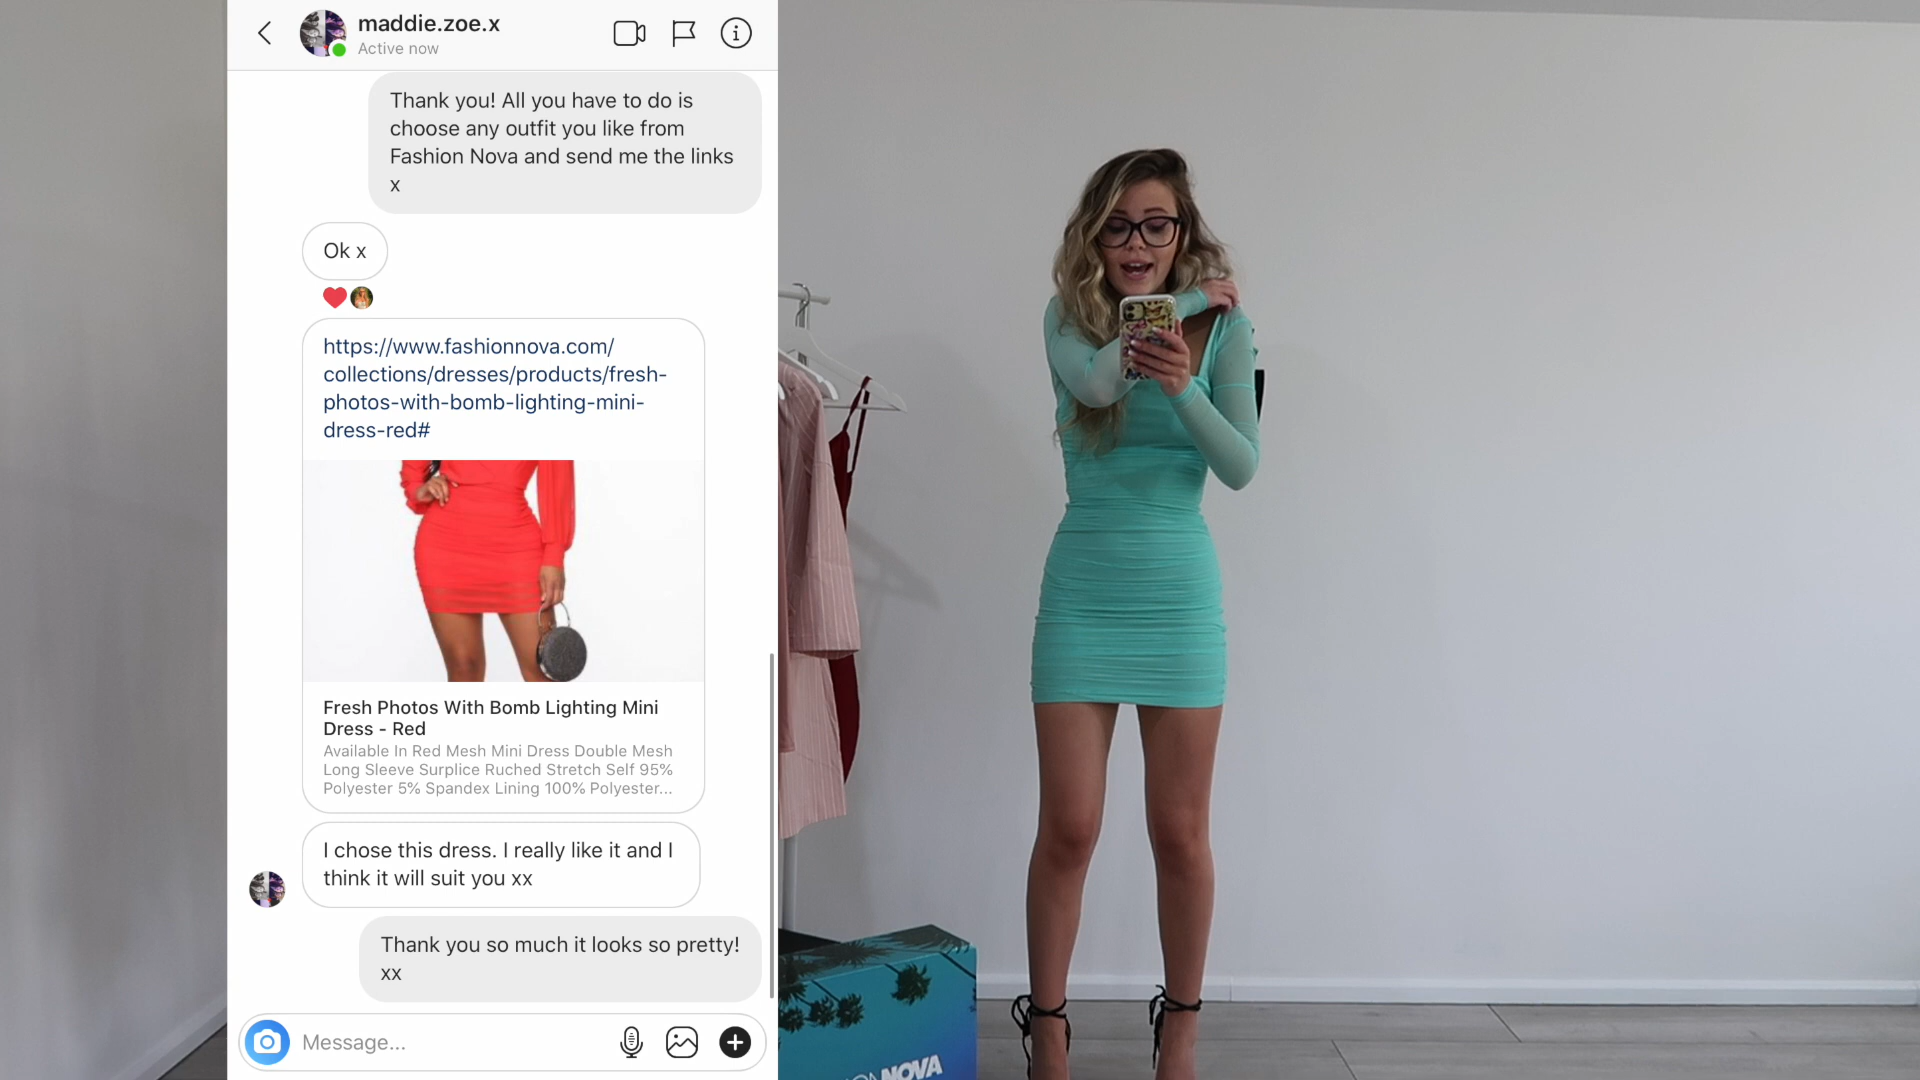 maddie.zoe.x
Active now
Thank you! All you have to do is
choose any outfit you like from
Fashion Nova and send me the links
x
Ok x
https://www.fashionnova.com/
collections/dresses/products/fresh-
photos-with-bomb-lighting-mini-
dress-red#
Fresh Photos With Bomb Lighting Mini
Dress - Red
Available In Red Mesh Mini Dress Double Mesh
Long Sleeve Surplice Ruched Stretch Self 95%
Polyester 5% Spandex Lining 100% Polyester...
I chose this dress. I really like it and I
think it will suit you xx
Thank you so much it looks so pretty!
xx
Message...
NOVA